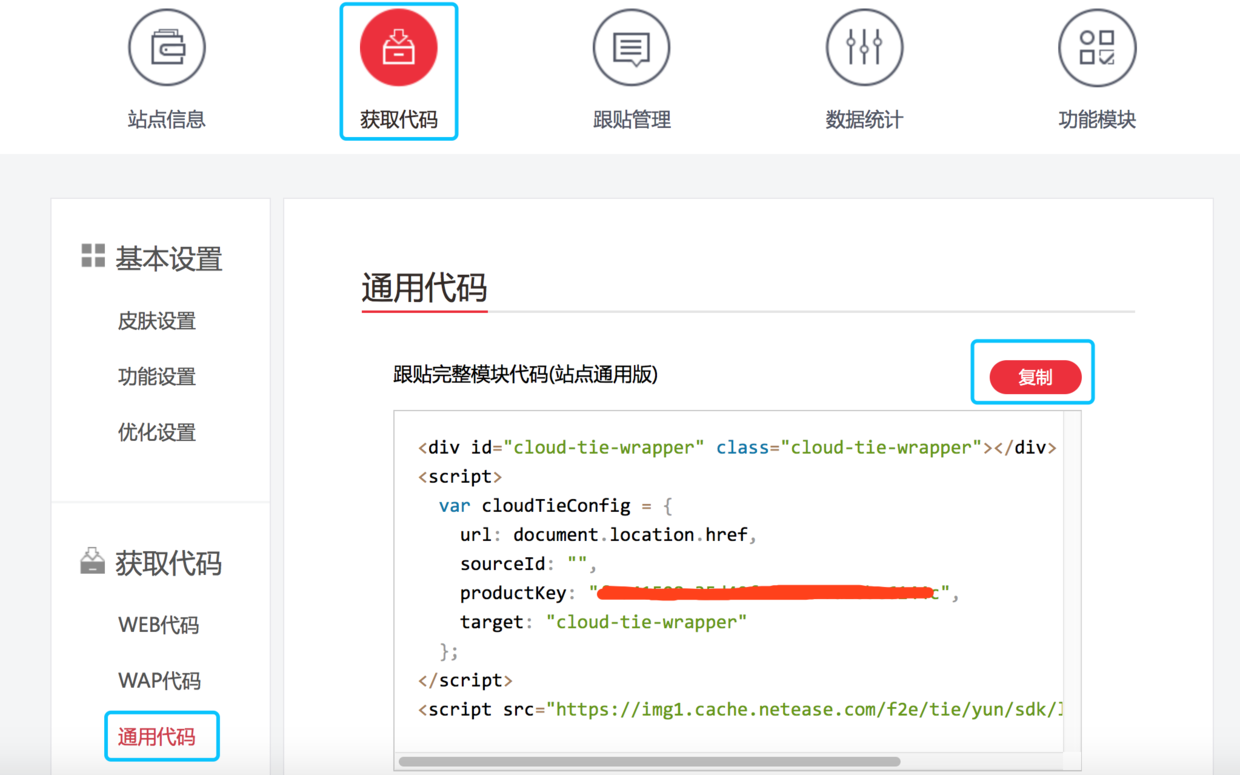 站点信息
获取代码
跟贴管理
数据统计
功能模块
基本设置
皮肤设置
功能设置
优化设置
获取代码
WEB代码
WAP代码
通用代码
通用代码
跟贴完整模块代码(站点通用版)
复制
<div id="cloud-tie-wrapper" class="cloud-tie-wrapper"></div>
<script>
var cloudTieConfig = {
url: document.location.href,
sourceId: "",
productKey: "
",
target: "cloud-tie-wrapper"
};
</script>
<script src="https://img1.cache.netease.com/f2e/tie/yun/sdk/